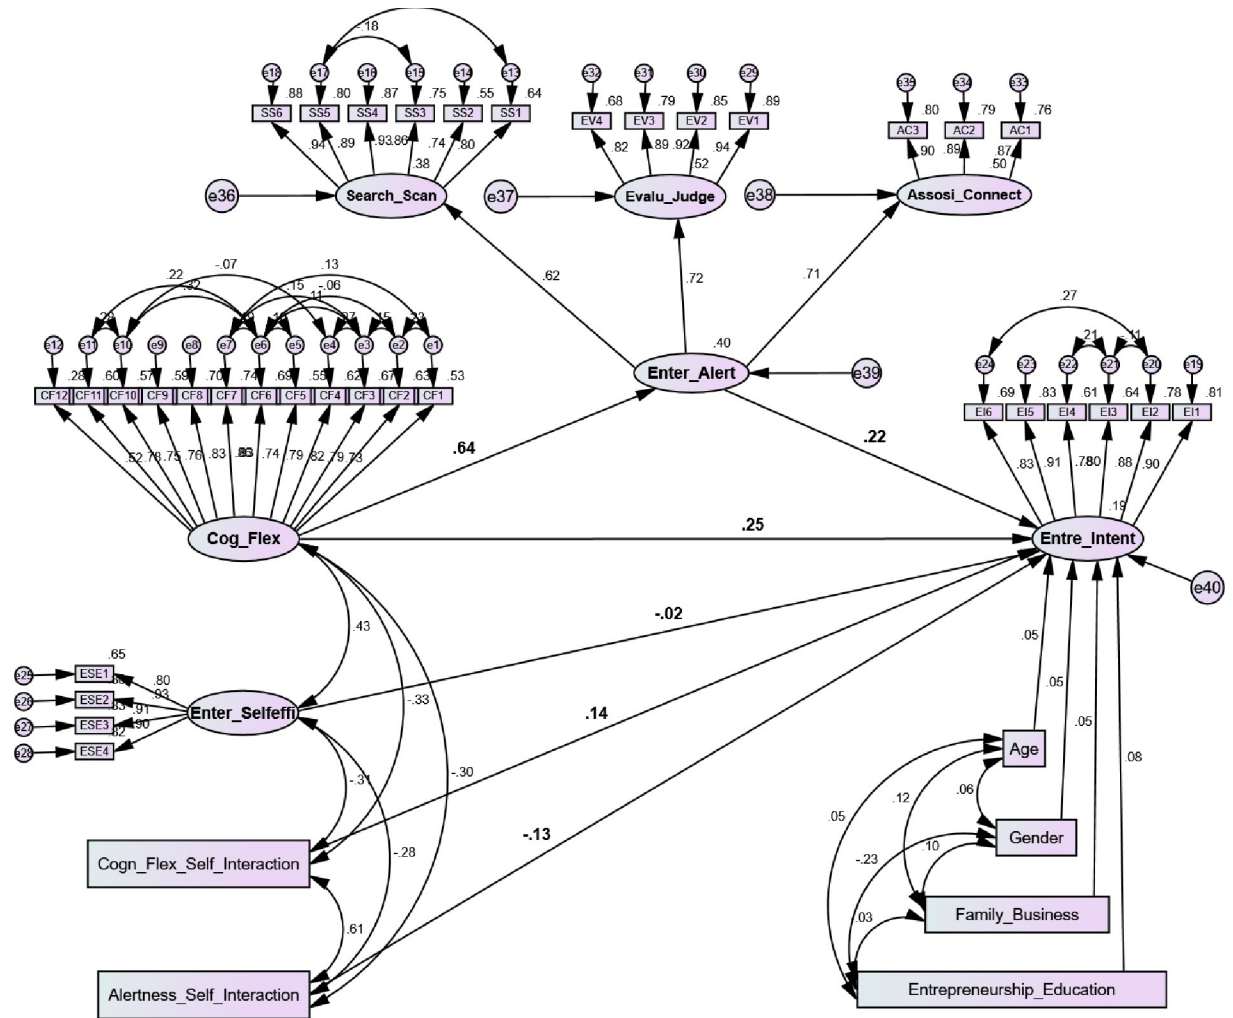 -.18
e18 e17 e16 e15 e14 e13
.88 .80 .87 .75 .55 .64
SS6 SS5 SS4 SS3 SS2 SS1
.94 .89 .93 .86 .74 .80
.38
e36
Search_Scan
e32 e31 e30 e29
.68 .79 .85 .89
EV4 EV3 EV2 EV1
.82 .89 .92 .94
.52
e37
Evalu_Judge
e35 e34 e33
.80 .79 .76
AC3 AC2 AC1
.90 .89 .87
.50
e38
Assosi_Connect
.62
.72
.71
.22 -.07 .13
.32 .15 -.06
.11
e12 e11 e10 e9 e8 e7 e6 e5 e4 e3 e2 e1
.28 .60 .57 .59 .70 .74 .69 .55 .62 .67 .63 .53
CF12 CF11 CF10 CF9 CF8 CF7 CF6 CF5 CF4 CF3 CF2 CF1
.52 .78 .75 .76 .83 .74 .79 .82 .79 .73
Cog_Flex
.40
Enter_Alert
e39
.64
.22
.25
.27
.21 -.11
e24 e23 e22 e21 e20 e19
.69 .83 .61 .64 .78 .81
EI6 EI5 EI4 EI3 EI2 EI1
.83 .91 .78 .80 .88 .90
.19
Entre_Intent
e40
.43
-.02
-.33
.14
-.31
-.30
-.28
-.13
.61
e25 ESE1 .65 .80
e26 ESE2 .93
e27 ESE3 .83 .91
e28 ESE4 .82 .90
Enter_Selfeffi
Cogn_Flex_Self_Interaction
Alertness_Self_Interaction
.05
.05
.05
.08
Age
.06
.12
.05
Gender
.10
-.23
Family_Business
.03
Entrepreneurship_Education